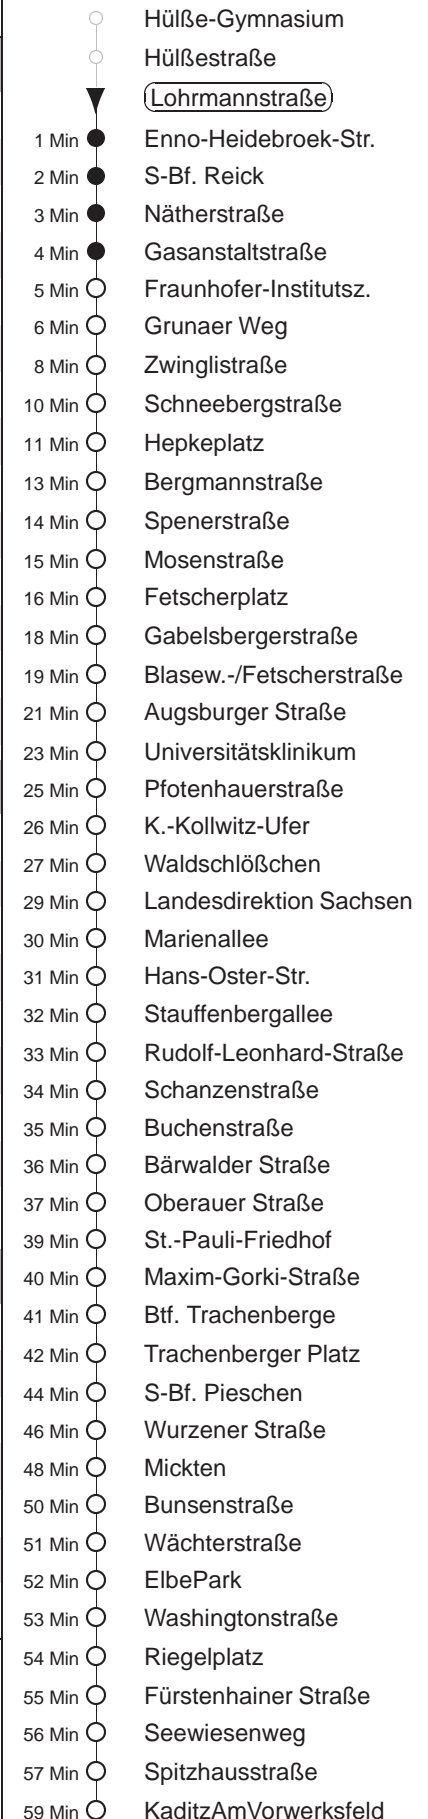 Hülße-Gymnasium
Hülßestraße
Lohrmannstraße
1 Min Enno-Heidebroek-Str.
2 Min S-Bf. Reick
3 Min Nätherstraße
4 Min Gasanstaltstraße
5 Min Fraunhofer-Institutsz.
6 Min Grunaer Weg
8 Min Zwinglistraße
10 Min Schneebergstraße
11 Min Hepkeplatz
13 Min Bergmannstraße
14 Min Spenerstraße
15 Min Mosenstraße
16 Min Fetscherplatz
18 Min Gabelsbergerstraße
19 Min Blasew.-/Fetscherstraße
21 Min Augsburger Straße
23 Min Universitätsklinikum
25 Min Pfotenhauerstraße
26 Min K.-Kollwitz-Ufer
27 Min Waldschlößchen
29 Min Landesdirektion Sachsen
30 Min Marienallee
31 Min Hans-Oster-Str.
32 Min Stauffenbergallee
33 Min Rudolf-Leonhard-Straße
34 Min Schanzenstraße
35 Min Buchenstraße
36 Min Bärwalder Straße
37 Min Oberauer Straße
39 Min St.-Pauli-Friedhof
40 Min Maxim-Gorki-Straße
41 Min Btf. Trachenberge
42 Min Trachenberger Platz
44 Min S-Bf. Pieschen
46 Min Wurzener Straße
48 Min Mickten
50 Min Bunsenstraße
51 Min Wächterstraße
52 Min ElbePark
53 Min Washingtonstraße
54 Min Riegelplatz
55 Min Fürstenhainer Straße
56 Min Seewiesenweg
57 Min Spitzhausstraße
59 Min KaditzAmVorwerksfeld